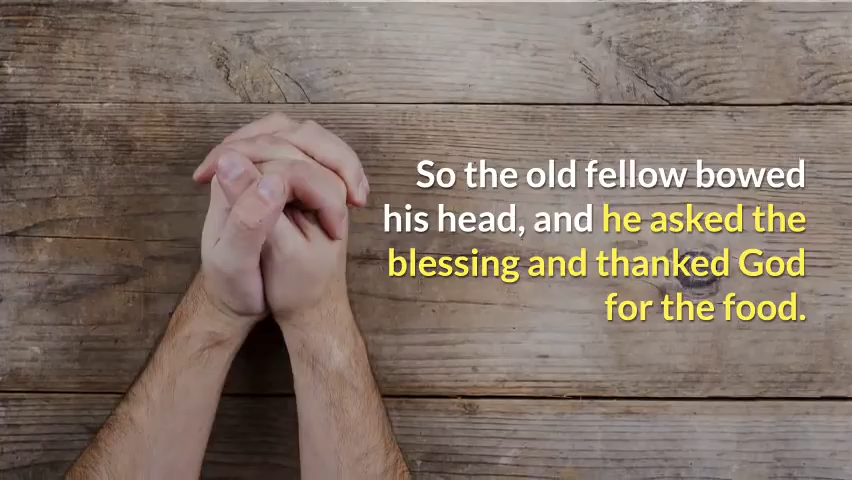 So the old fellow bowed
his head, and he asked the
blessing and thanked God
for the food.